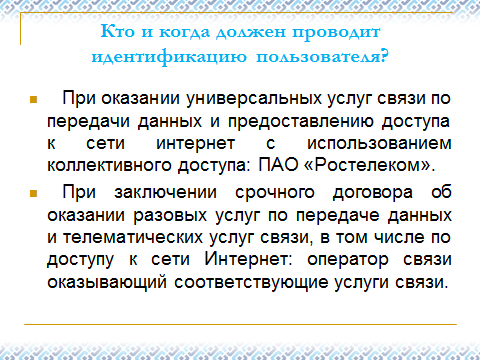 Кто и когда должен проводит
идентификацию пользователя?
При оказании универсальных услуг связи по
передачи данных и предоставлению доступа
к сети интернет с использованием
коллективного доступа: ПАО «Ростелеком».
При заключении срочного договора об
оказании разовых услуг по передаче данных
и телематических услуг связи, в том числе по
доступу к сети Интернет: оператор связи
оказывающий соответствующие услуги связи.